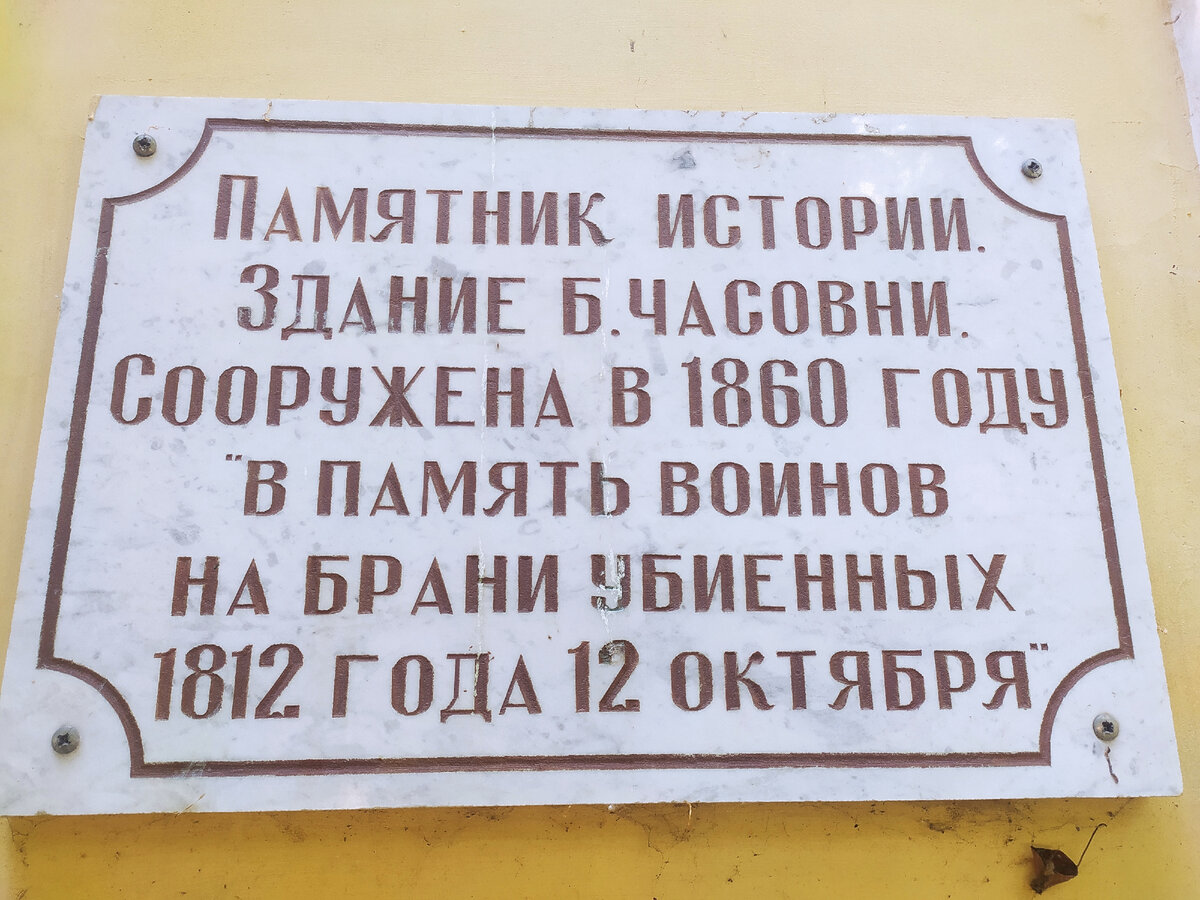 Памятник истории.
Здание б.часовни.
Сооружена в 1860 году
"В память воинов
на брани убиенных
1812 года 12 октября"